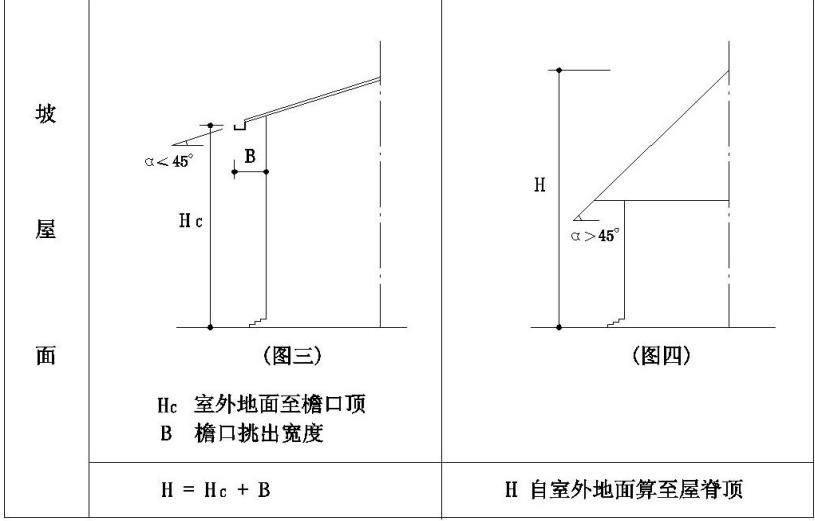 坡屋面
α<45°
B
Hc
(图三)
Hc 室外地面至檐口顶
B 檐口挑出宽度
H = Hc + B
H
α>45°
(图四)
H 自室外地面算至屋脊顶